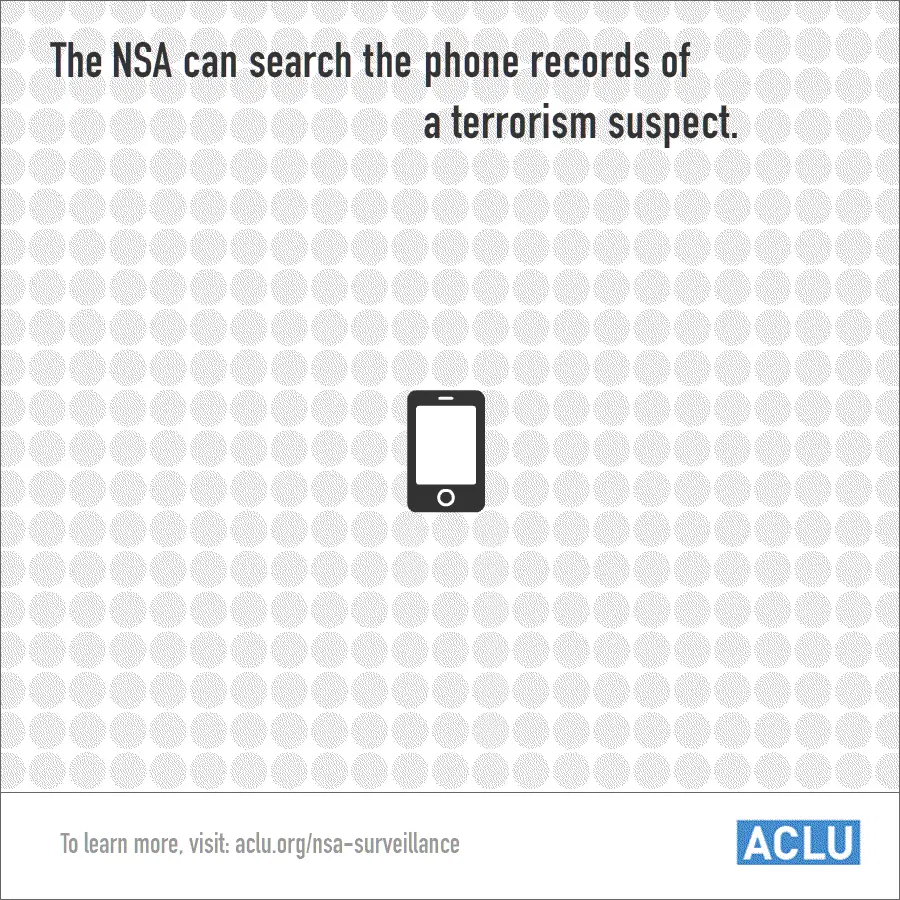 The NSA can search the phone records of
a terrorism suspect.
To learn more, visit: aclu.org/nsa-surveillance
ACLU